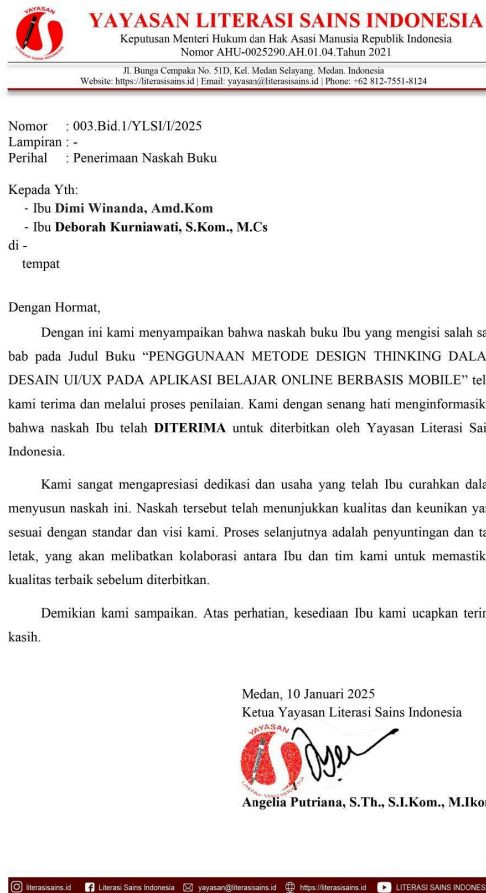 YAYASAN LITERASI SAINS INDONESIA
Keputusan Menteri Hukum dan Hak Asasi Manusia Republik Indonesia
Nomor AHU-0025290.AH.01.04.Tahun 2021
Jl. Bunga Cempaka No. 51D, Kel. Medan Selayang. Medan. Indonesia
Website: https://literasisains.id | Email: yayasan@literasisains.id | Phone: +62 812-7551-8124
Nomor : 003.Bid.1/YLSI/I/2025
Lampiran : -
Perihal : Penerimaan Naskah Buku
Kepada Yth:
- Ibu Dimi Winanda, Amd.Kom
- Ibu Deborah Kurniawati, S.Kom., M.Cs
di -
tempat
Dengan Hormat,
Dengan ini kami menyampaikan bahwa naskah buku Ibu yang mengisi salah sa
bab pada Judul Buku “PENGGUNAAN METODE DESIGN THINKING DALA
DESAIN UI/UX PADA APLIKASI BELAJAR ONLINE BERBASIS MOBILE” tel
kami terima dan melalui proses penilaian. Kami dengan senang hati menginformasik
bahwa naskah Ibu telah DITERIMA untuk diterbitkan oleh Yayasan Literasi Sai
Indonesia.
Kami sangat mengapresiasi dedikasi dan usaha yang telah Ibu curahkan dala
menyusun naskah ini. Naskah tersebut telah menunjukkan kualitas dan keunikan ya
sesuai dengan standar dan visi kami. Proses selanjutnya adalah penyuntingan dan ta
letak, yang akan melibatkan kolaborasi antara Ibu dan tim kami untuk memastik
kualitas terbaik sebelum diterbitkan.
Demikian kami sampaikan. Atas perhatian, kesediaan Ibu kami ucapkan terin
kasih.
Medan, 10 Januari 2025
Ketua Yayasan Literasi Sains Indonesia
YAYASAN
Angelia Putriana, S.Th., S.I.Kom., M.Iko
literasisains.id Literasi Sains Indonesia yayasan@literasisains.id https://literasisains.id LITERASI SAINS INDONES